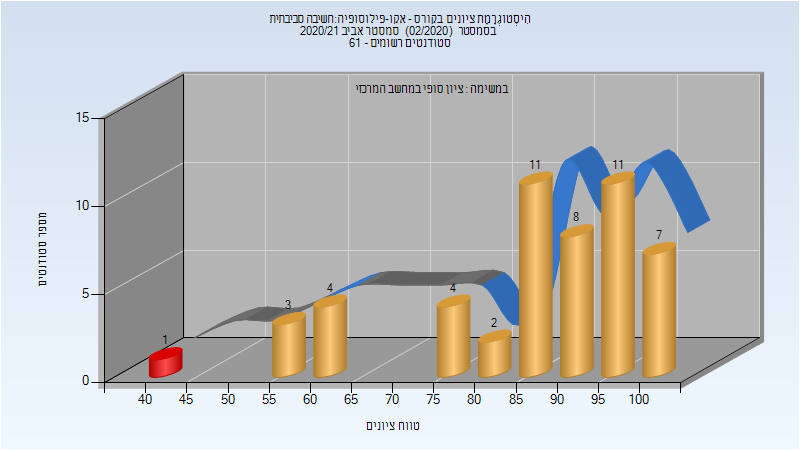 היסטוגרמת ציונים בקורס - אקו-פילוסופיה:חשיבה סביבתית
בסמסטר (02/2020) סמסטר אביב 2020/21
סטודנטים רשומים - 61
במשימה : ציון סופי במחשב המרכזי
מספר סטודנטים
15
10
5
0
1
3
4
4
2
11
8
11
7
40 45 50 55 60 65 70 75 80 85 90 95 100
טווח ציונים